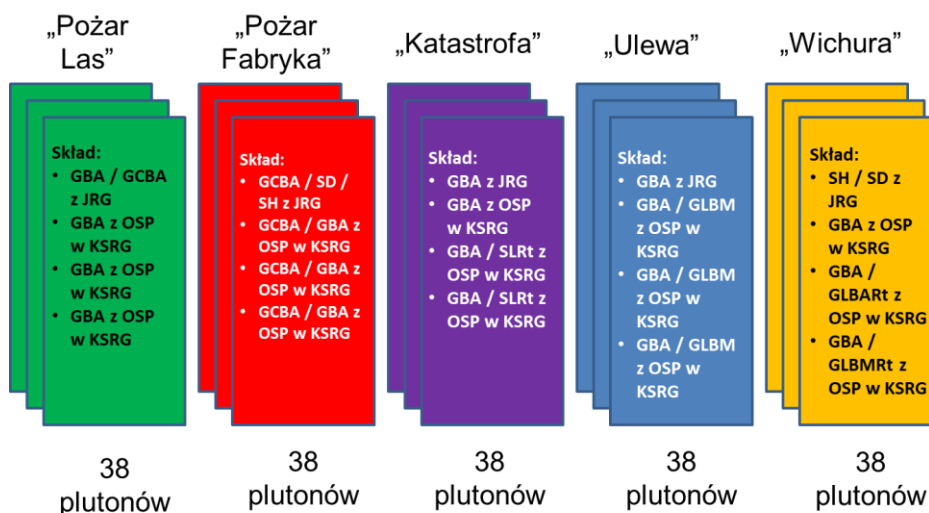 „Pożar
Las”
„Pożar
Fabryka”
„Katastrofa”
„Ulewa”
„Wichura”
Skład:
• GBA / GCBA
z JRG
• GBA z OSP
w KSRG
• GBA z OSP
w KSRG
• GBA z OSP
w KSRG
Skład:
• GCBA / SD /
SH z JRG
• GCBA / GBA z
OSP w KSRG
• GCBA / GBA z
OSP w KSRG
• GCBA / GBA z
OSP w KSRG
Skład:
• GBA z JRG
• GBA z OSP
w KSRG
• GBA / SLRt z
OSP w KSRG
• GBA / SLRt z
OSP w KSRG
Skład:
• GBA z JRG
• GBA / GLBM
z OSP w
KSRG
• GBA / GLBM
z OSP w
KSRG
• GBA / GLBM
z OSP w
KSRG
Skład:
• SH / SD z
JRG
• GBA z OSP
w KSRG
• GBA /
GLBARt z
OSP w KSRG
• GBA /
GLBMRt z
OSP w KSRG
38
plutonów
38
plutonów
38
plutonów
38
plutonów
38
plutonów